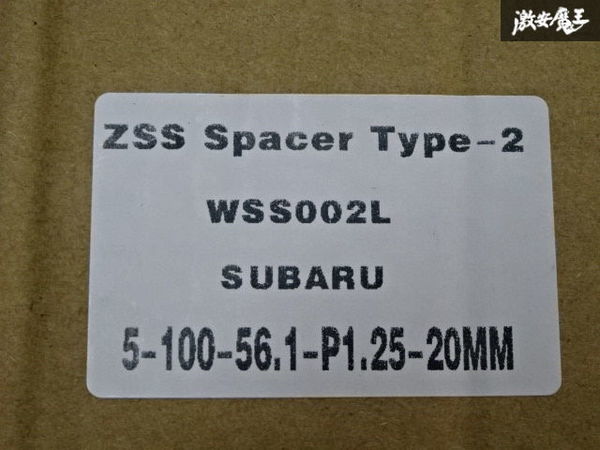 激安魔王
ZSS Spacer Type-2
WSS002L
SUBARU
5-100-56.1-P1.25-20MM